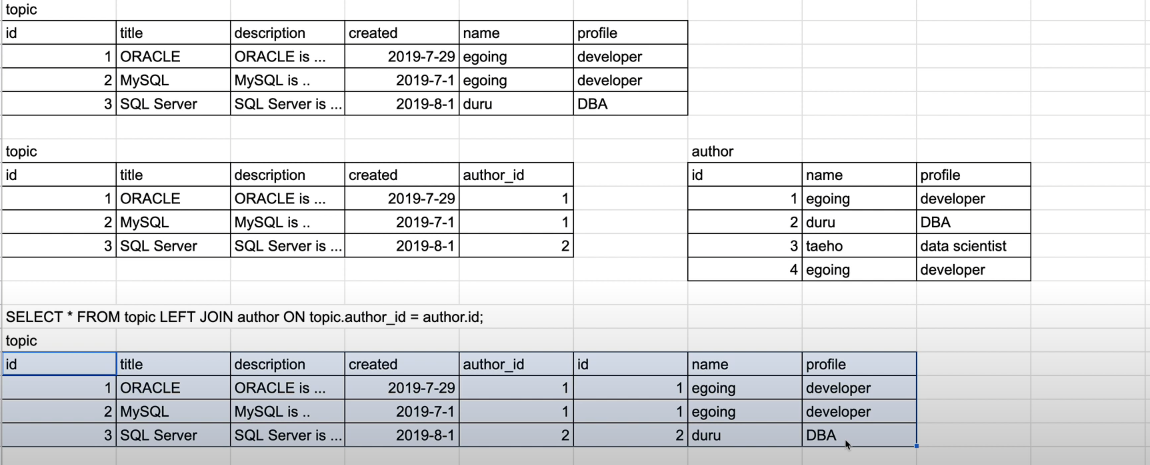 topic
id title description created name profile
1 ORACLE ORACLE is ... 2019-7-29 egoing developer
2 MySQL MySQL is .. 2019-7-1 egoing developer
3 SQL Server SQL Server is ... 2019-8-1 duru DBA
topic author
id title description created author_id id name profile
1 ORACLE ORACLE is ... 2019-7-29 1 1 egoing developer
2 MySQL MySQL is .. 2019-7-1 1 2 duru DBA
3 SQL Server SQL Server is ... 2019-8-1 2 3 taeho data scientist
4 egoing developer
SELECT * FROM topic LEFT JOIN author ON topic.author_id = author.id;
topic
id title description created author_id id name profile
1 ORACLE ORACLE is ... 2019-7-29 1 1 egoing developer
2 MySQL MySQL is .. 2019-7-1 1 1 egoing developer
3 SQL Server SQL Server is ... 2019-8-1 2 2 duru DBA